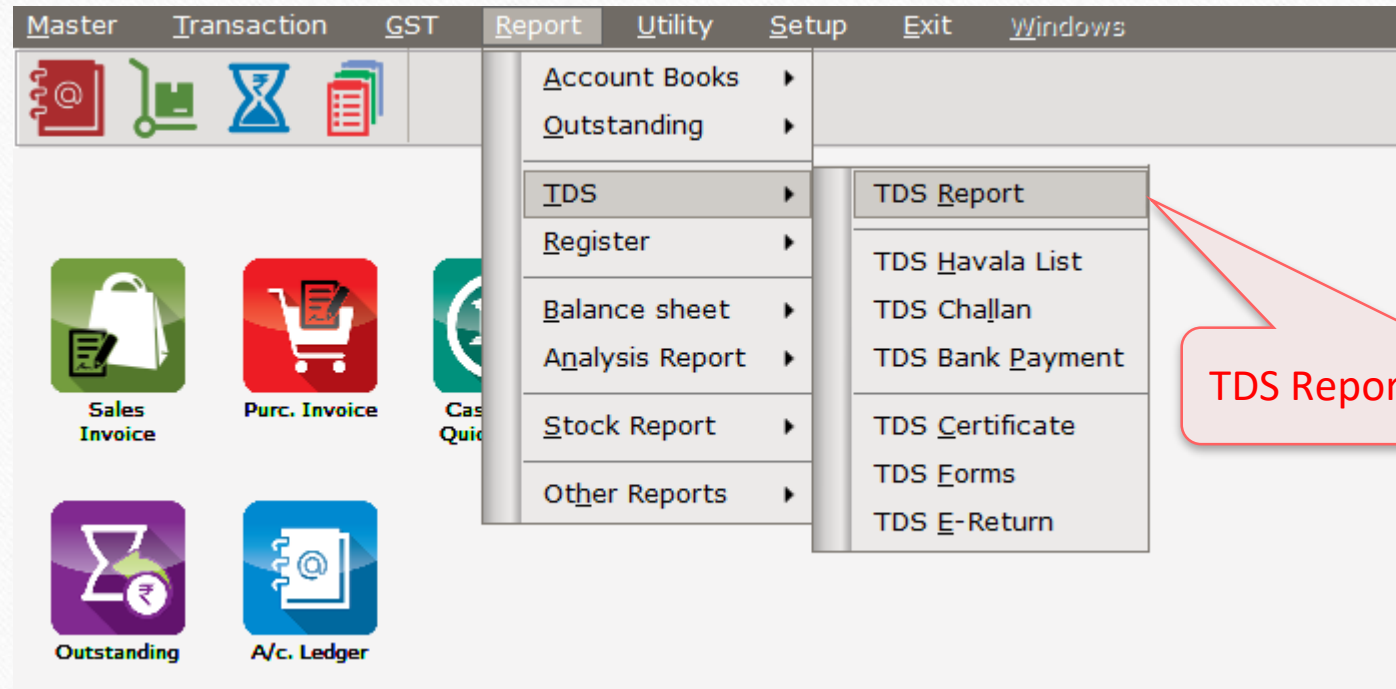 Master Transaction GST Report Utility Setup Exit Windows
Account Books
Outstanding
TDS
Register
Balance sheet
Analysis Report
Stock Report
Other Reports
TDS Report
TDS Havala List
TDS Challan
TDS Bank Payment
TDS Certificate
TDS Forms
TDS E-Return
TDS Repor
Sales
Invoice
Purc. Invoice
Cas
Quic
Outstanding
A/c. Ledger